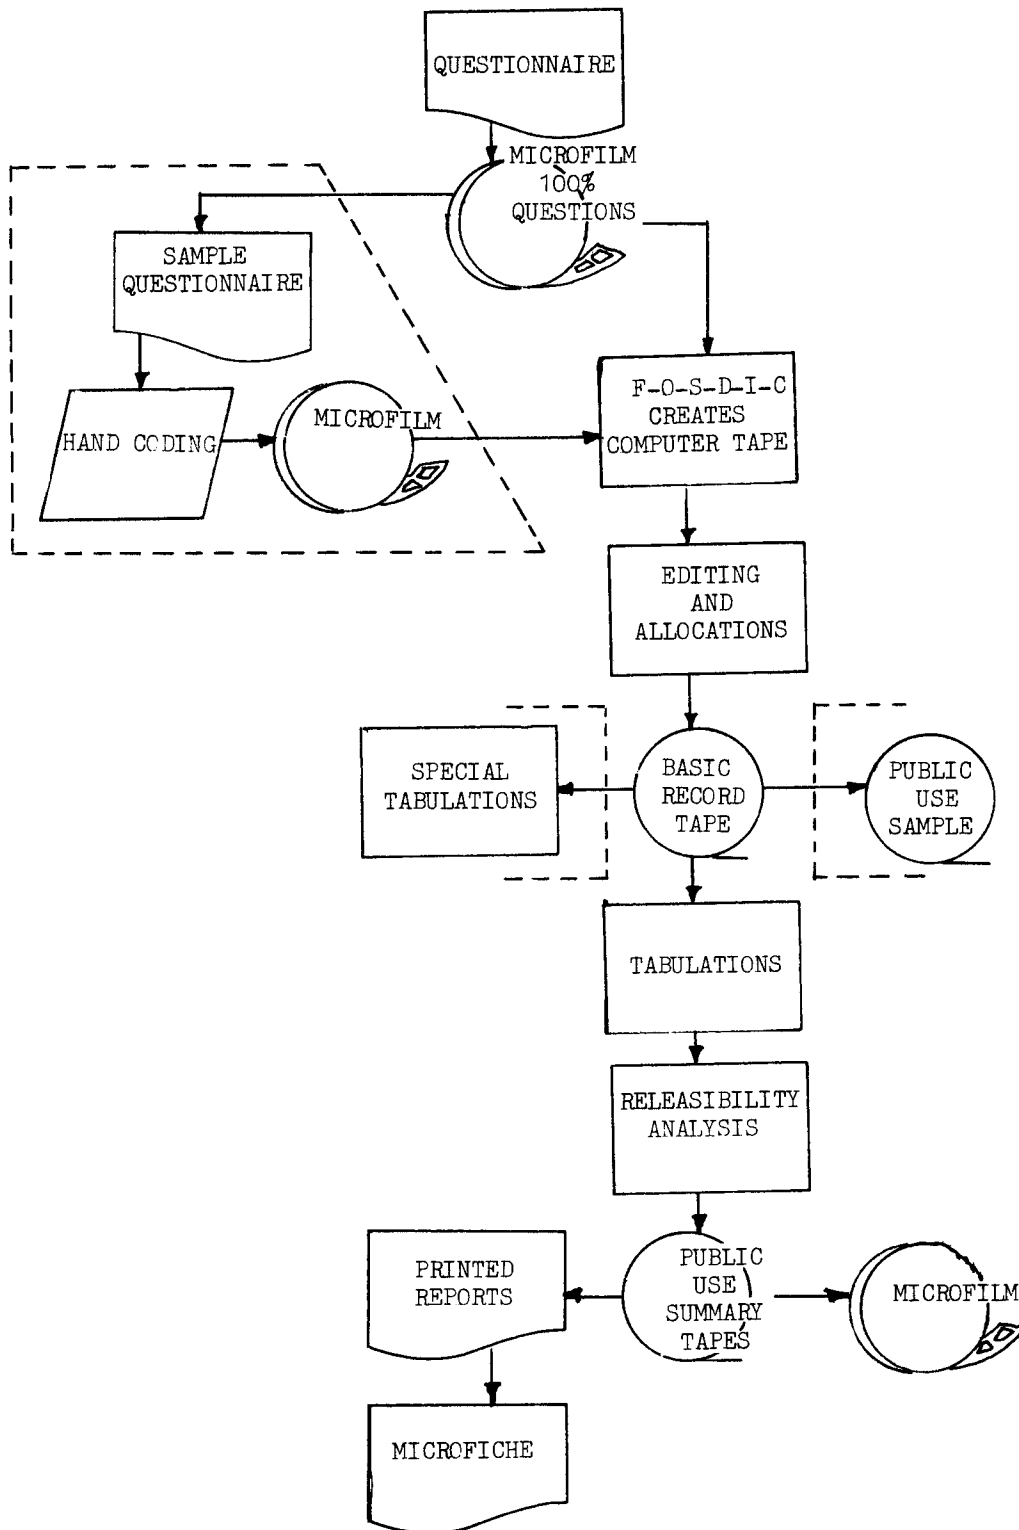 QUESTIONNAIRE
MICROFILM
100%
QUESTIONS
SAMPLE
QUESTIONNAIRE
HAND CODING
MICROFILM
F-O-S-D-I-C
CREATES
COMPUTER TAPE
EDITING
AND
ALLOCATIONS
SPECIAL
TABULATIONS
BASIC
RECORD
TAPE
PUBLIC
USE
SAMPLE
TABULATIONS
RELEASIBILITY
ANALYSIS
PRINTED
REPORTS
PUBLIC
USE
SUMMARY
TAPES
MICROFILM
MICROFICHE